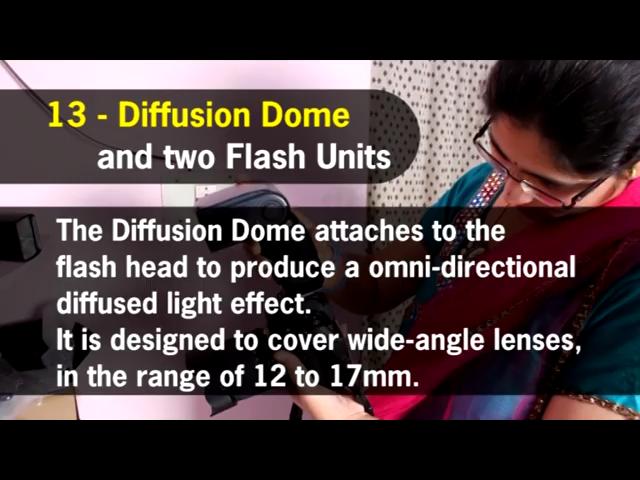 13 - Diffusion Dome
and two Flash Units
The Diffusion Dome attaches to the
flash head to produce a omni-directional
diffused light effect.
It is designed to cover wide-angle lenses,
in the range of 12 to 17mm.